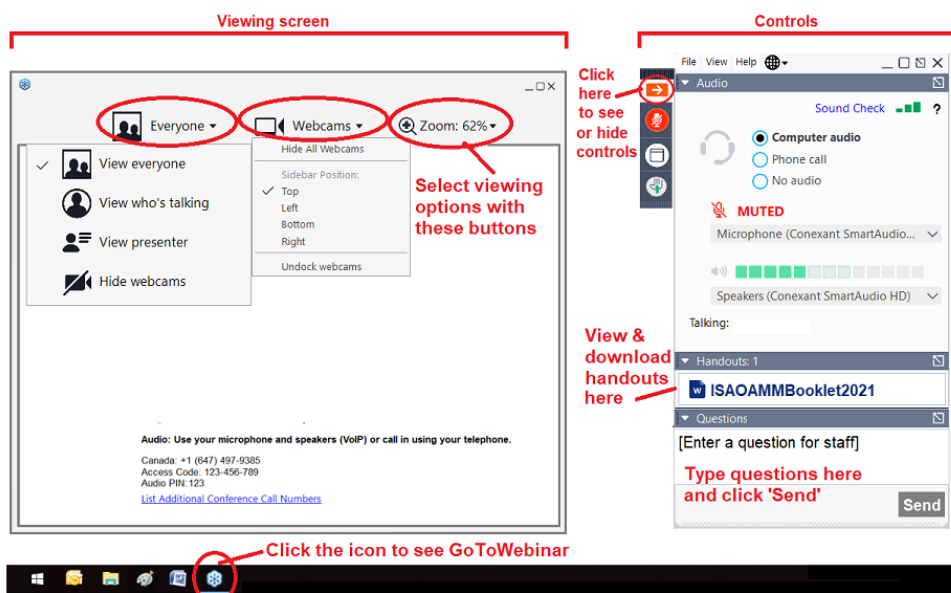 Viewing screen
Everyone
Webcams
Zoom: 62%
View everyone
View who's talking
View presenter
Hide webcams
Hide All Webcams
Sidebar Position:
Top
Left
Bottom
Right
Undock webcams
Select viewing
options with
these buttons
Audio: Use your microphone and speakers (VoIP) or call in using your telephone.
Canada: +1 (647) 497-9385
Access Code: 123-456-789
Audio PIN: 123
List Additional Conference Call Numbers
Controls
Click
here
to see
or hide
controls
File View Help
Audio
Sound Check ?
Computer audio
Phone call
No audio
MUTED
Microphone (Conexant SmartAudio...
Speakers (Conexant SmartAudio HD)
Talking:
View &
download
handouts
here
Handouts: 1
W ISAOAMMBooklet2021
Questions
[Enter a question for staff]
Type questions here
and click 'Send'
Send
Click the icon to see GoToWebinar